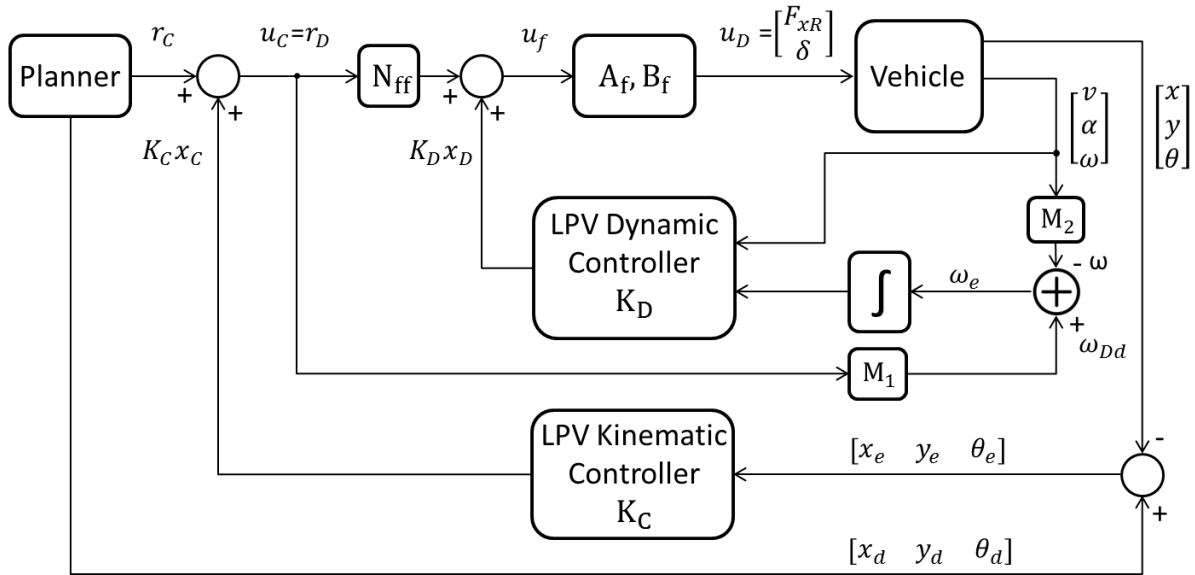 Planner
r_C
+
+
u_C=r_D
N_ff
+
+
u_f
A_f, B_f
u_D = [F_xR
δ]
Vehicle
[v
α
ω]
[x
y
θ]
K_C x_C
K_D x_D
LPV Dynamic
Controller
K_D
∫
ω_e
M_2
- ω
+
+
ω_Dd
M_1
LPV Kinematic
Controller
K_C
[x_e y_e θ_e]
-
+
[x_d y_d θ_d]